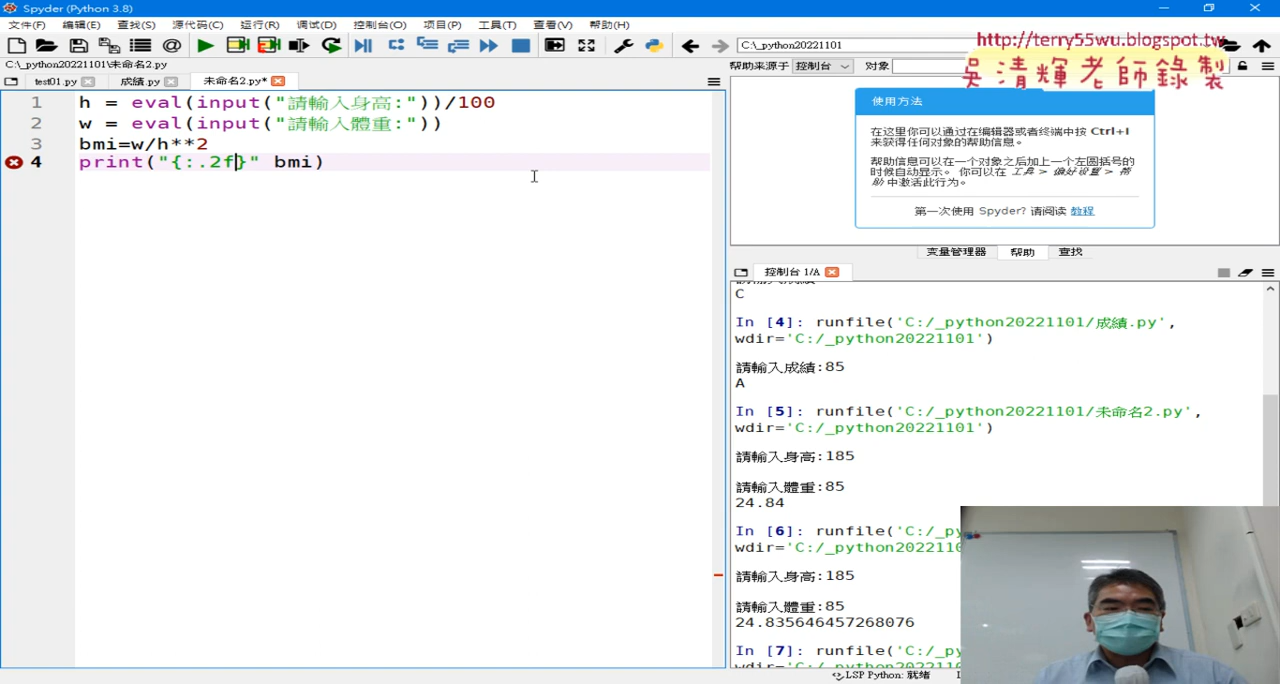 Spyder (Python 3.8)
文件(F) 编辑(E) 查找(S) 源代码(C) 运行(R) 调试(D) 控制台(O) 项目(P) 工具(T) 查看(V) 帮助(H)
C:\_python20221101
http://terry55wu.blogspot.tw
吳清輝老師錄製
C:\_python20221101\未命名2.py
帮助来源于 控制台 对象
test01.py 成績.py 未命名2.py*
1 h = eval(input("請輸入身高:"))/100
2 w = eval(input("請輸入體重:"))
3 bmi=w/h**2
4 print("{:.2f}" bmi)
使用方法
在这里你可以通过在编辑器或者终端中按 Ctrl+I
来获得任何对象的帮助信息。
帮助信息可以在一个对象之后加上一个左圆括号的
时候自动显示。 你可以在 工具 > 偏好设置 > 帮
助 中激活此行为。
第一次使用 Spyder? 请阅读 教程
变量管理器 帮助 查找
控制台 1/A
C
In [4]: runfile('C:/_python20221101/成績.py',
wdir='C:/_python20221101')
請輸入成績:85
A
In [5]: runfile('C:/_python20221101/未命名2.py',
wdir='C:/_python20221101')
請輸入身高:185
請輸入體重:85
24.84
In [6]: runfile('C:/_py
wdir='C:/_python2022110
請輸入身高:185
請輸入體重:85
24.835646457268076
In [7]: runfile('C:/_py
LSP Python: 就绪